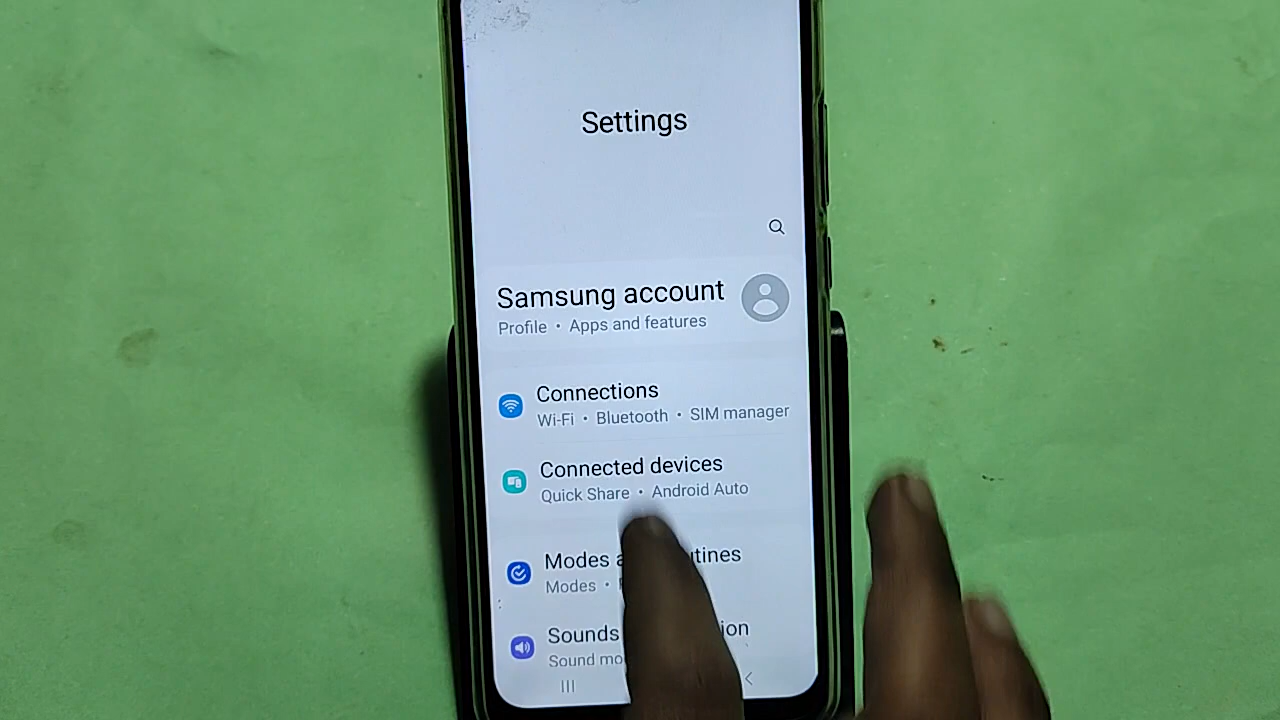 Settings
Samsung account
Profile • Apps and features
Connections
Wi-Fi • Bluetooth • SIM manager
Connected devices
Quick Share • Android Auto
Modes
Modes •
Sounds